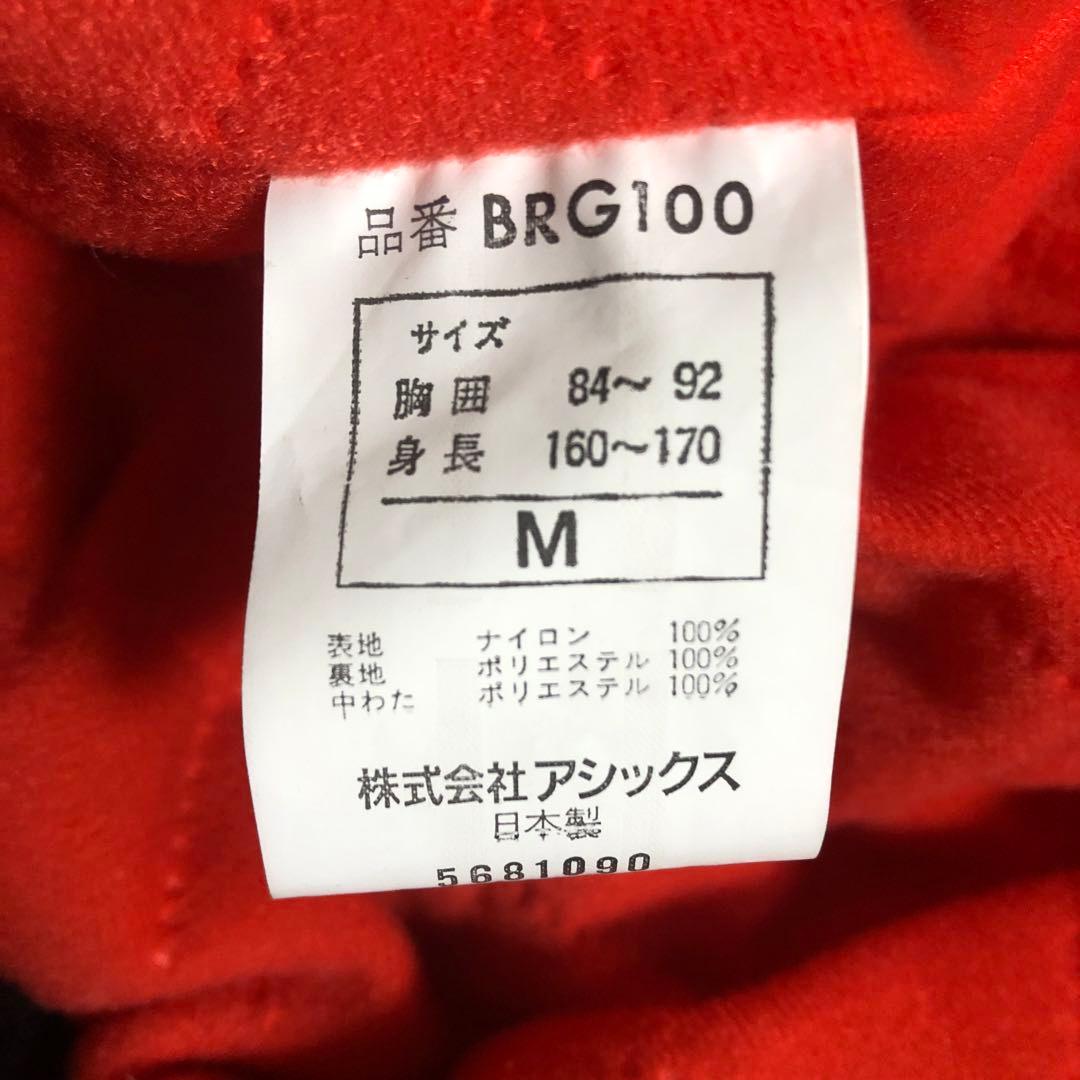 品番 BRG100
サイズ
胸囲 84〜92
身長 160〜170
M
表地 ナイロン 100%
裏地 ポリエステル 100%
中わた ポリエステル 100%
株式会社アシックス
日本製
5681090